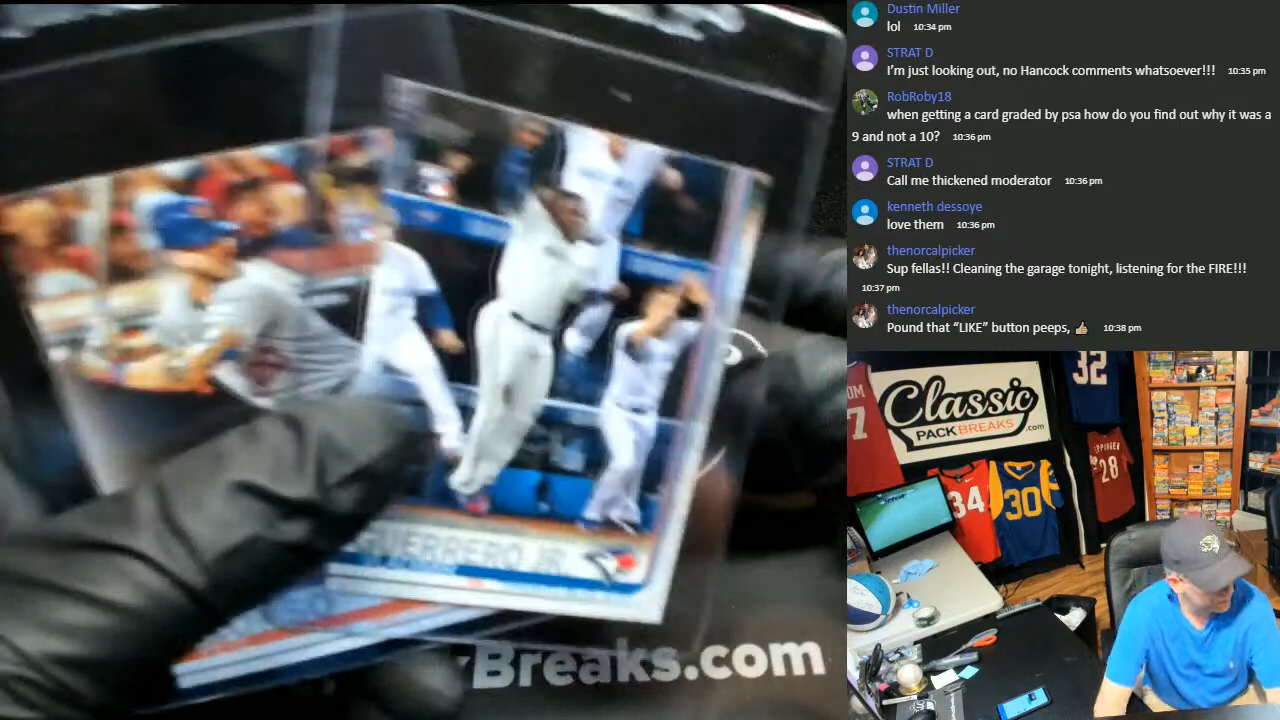 Dustin Miller
lol 10:34 pm
STRAT D
I'm just looking out, no Hancock comments whatsoever!!! 10:35 pm
RobRoby18
when getting a card graded by psa how do you find out why it was a
9 and not a 10? 10:36 pm
STRAT D
Call me thickened moderator 10:36 pm
kenneth dessoye
love them 10:36 pm
thenorcalpicker
Sup fellas!! Cleaning the garage tonight, listening for the FIRE!!!
10:37 pm
thenorcalpicker
Pound that “LIKE” button peeps, 👍🏼 10:38 pm
GUERRERO JR.
Breaks.com
Classic
PACKBREAKS.com
32
7
34
30
28